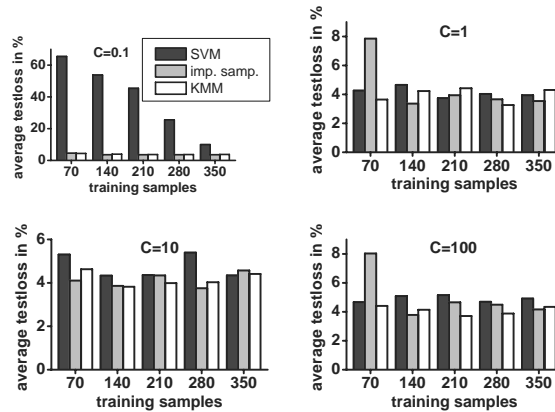 average testloss in %
60
40
20
0
C=0.1
SVM
imp. samp.
KMM
70 140 210 280 350
training samples
average testloss in %
8
6
4
2
0
C=1
70 140 210 280 350
training samples
average testloss in %
6
4
2
0
C=10
70 140 210 280 350
training samples
average testloss in %
8
6
4
2
0
C=100
70 140 210 280 350
training samples